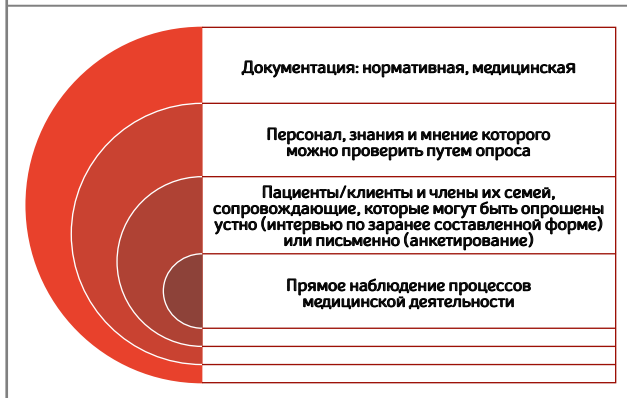 Документация: нормативная, медицинская
Персонал, знания и мнение которого
можно проверить путем опроса
Пациенты/клиенты и члены их семей,
сопровождающие, которые могут быть опрошены
устно (интервью по заранее составленной форме)
или письменно (анкетирование)
Прямое наблюдение процессов
медицинской деятельности